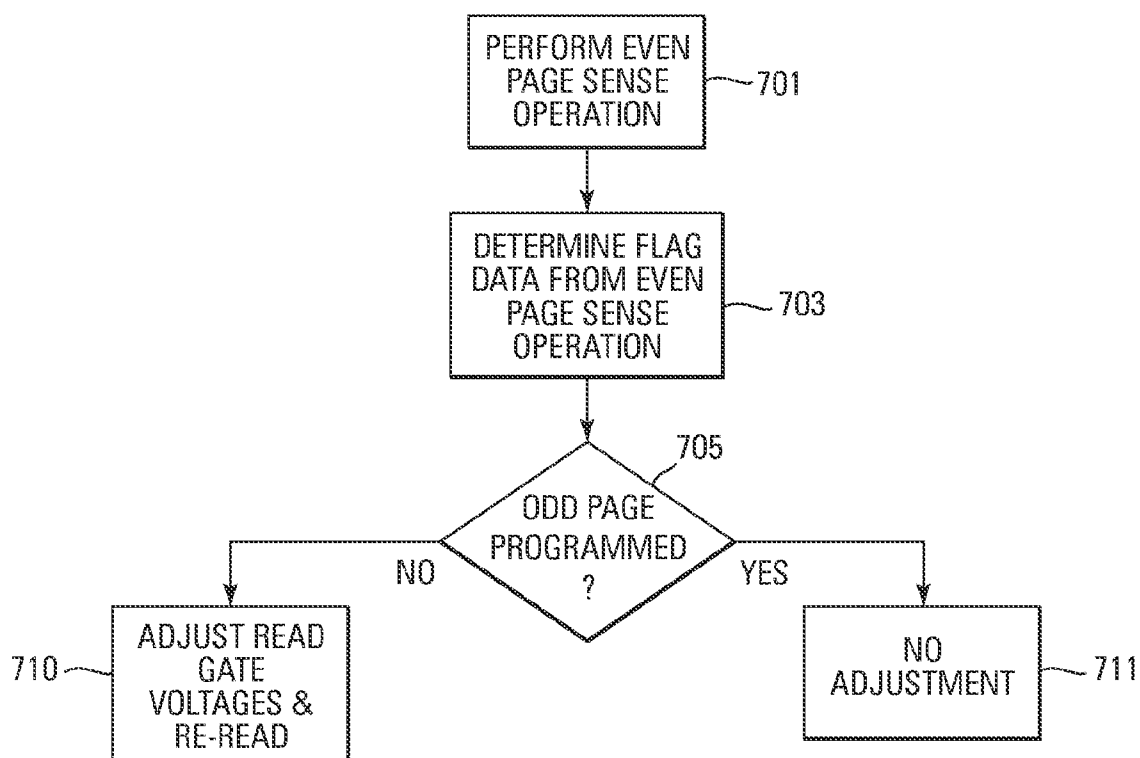 PERFORM EVEN
PAGE SENSE
OPERATION
701
DETERMINE FLAG
DATA FROM EVEN
PAGE SENSE
OPERATION
703
705
ODD PAGE
PROGRAMMED
?
NO
YES
ADJUST READ
GATE
VOLTAGES &
RE-READ
710
NO
ADJUSTMENT
711